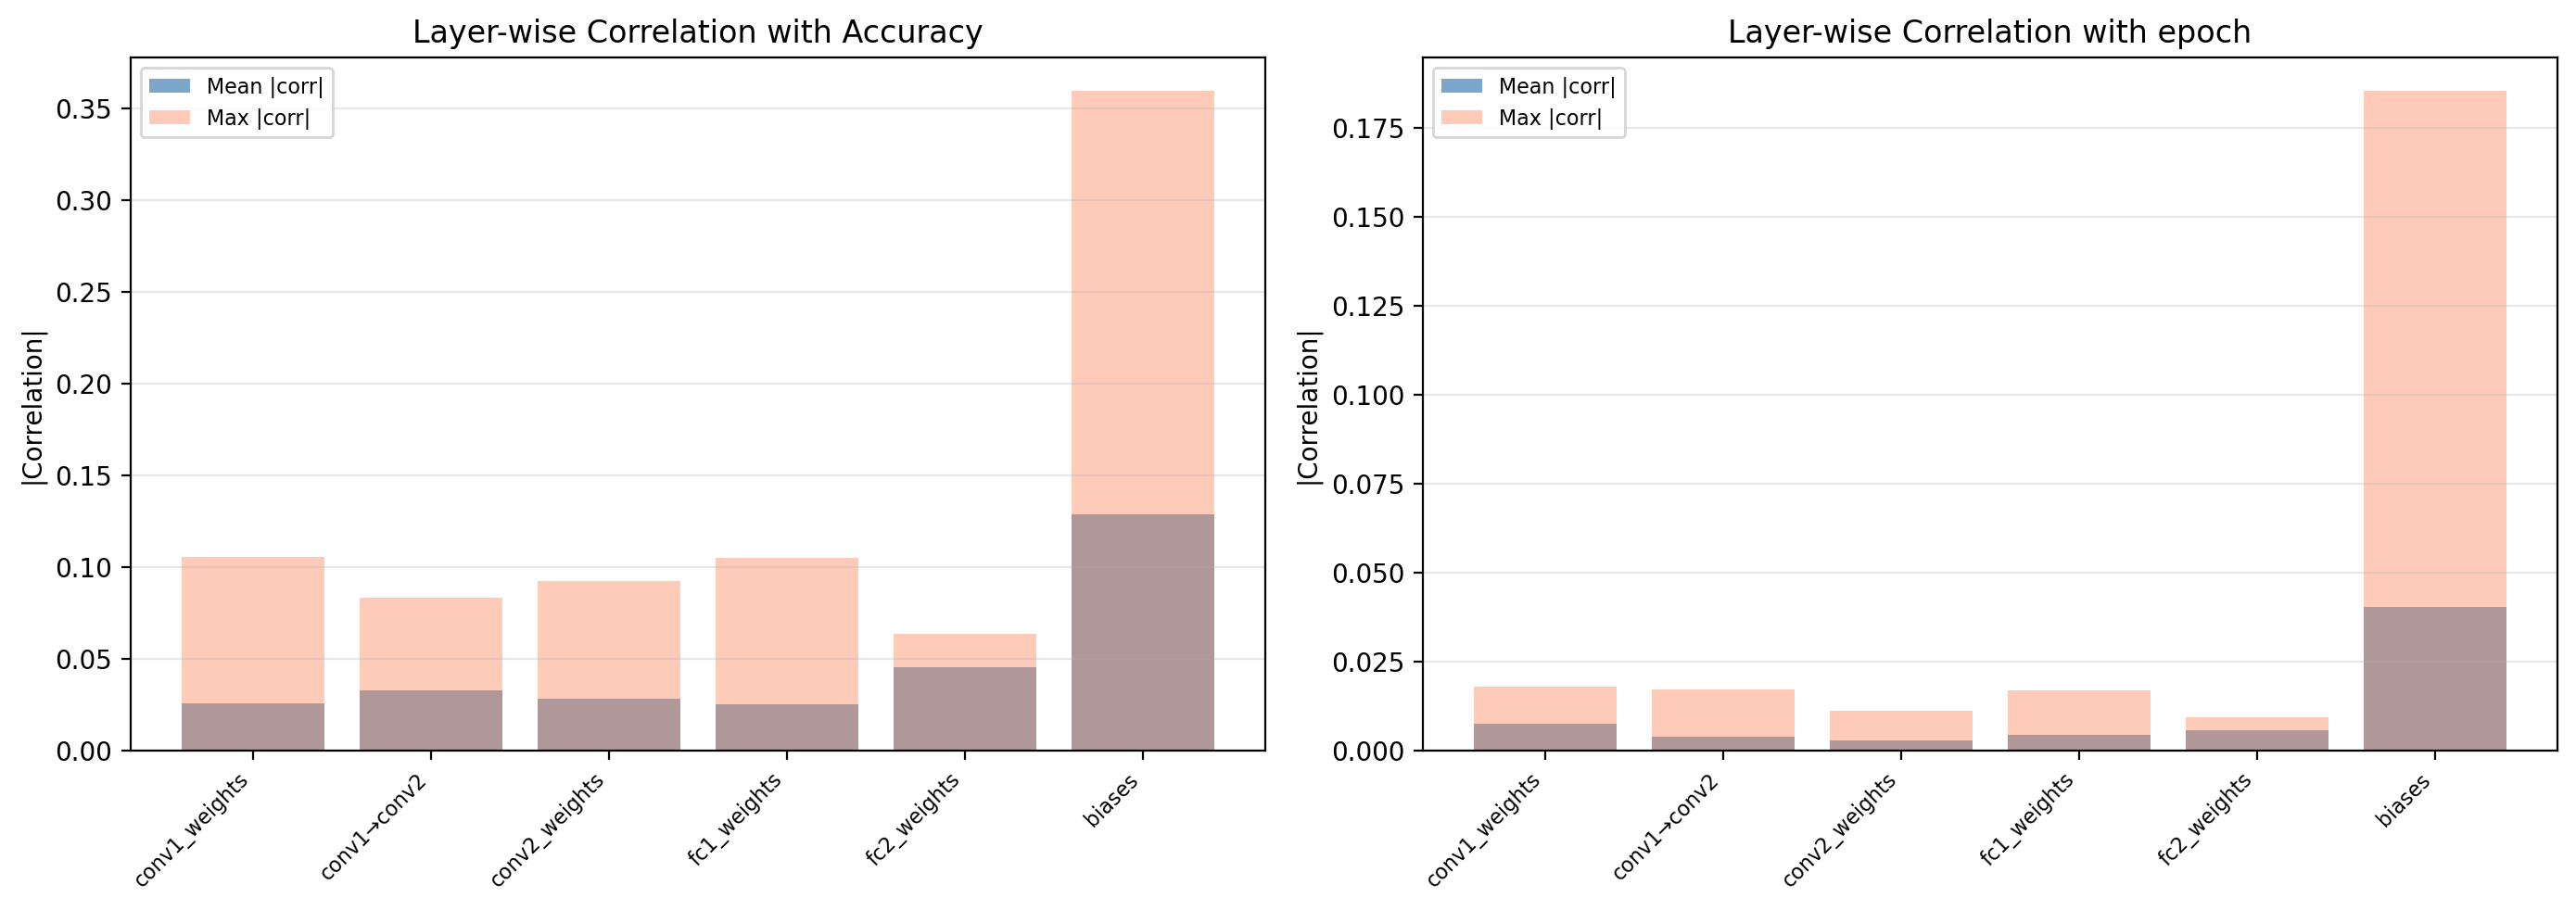 Layer-wise Correlation with Accuracy
Mean |corr|
Max |corr|
|Correlation|
0.35
0.30
0.25
0.20
0.15
0.10
0.05
0.00
conv1_weights
conv1→conv2
conv2_weights
fc1_weights
fc2_weights
biases
Layer-wise Correlation with epoch
Mean |corr|
Max |corr|
|Correlation|
0.175
0.150
0.125
0.100
0.075
0.050
0.025
0.000
conv1_weights
conv1→conv2
conv2_weights
fc1_weights
fc2_weights
biases